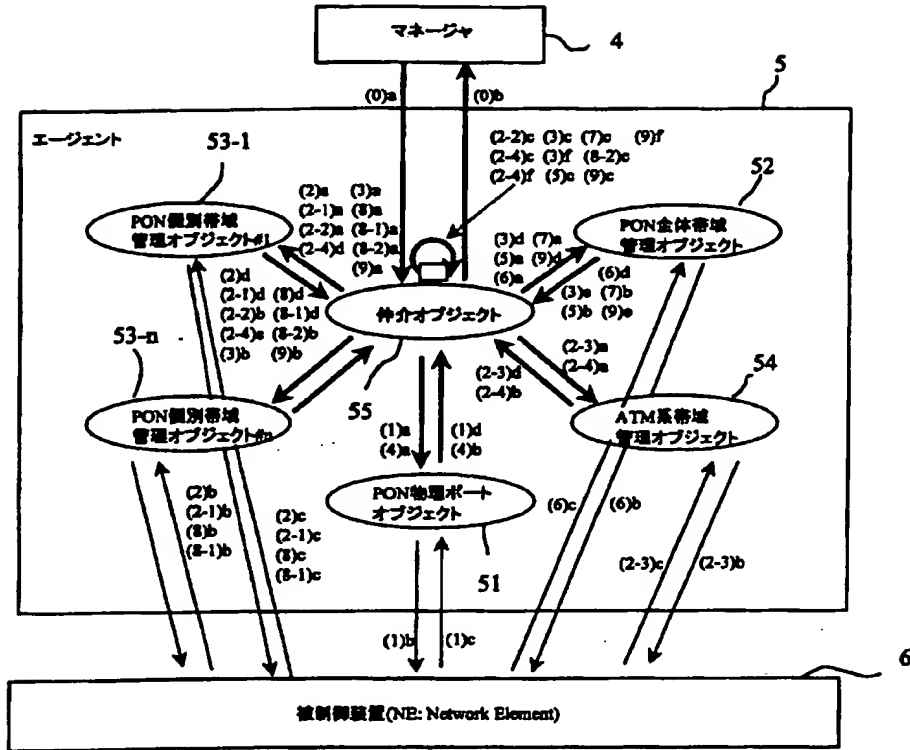 マネージャ
4
5
(0)a
(0)b
エージェント
53-1
(2-2)c (3)c (7)c (9)f
(2-4)c (3)f (8-2)c
(2-4)f (5)c (9)c
52
PON個別帯域
管理オブジェクト#1
(2)a (3)a
(2-1)a (8)a
(2-2)a (8-1)a
(2-4)d (8-2)a
(9)a
(3)d (7)a
(5)a (9)d
(6)a
PON全体帯域
管理オブジェクト
(2)d
(2-1)d (8)d
(2-2)b (8-1)d
(2-4)e (8-2)b
(3)b (9)b
仲介オブジェクト
(6)d
(3)e (7)b
(5)b (9)e
53-n
55
(2-3)a
(2-4)a
(2-3)d
(2-4)b
54
PON個別帯域
管理オブジェクト#n
(1)a
(4)a
(1)d
(4)b
ATM系帯域
管理オブジェクト
PON物理ポート
オブジェクト
(2)b
(2-1)b
(8)b
(8-1)b
(2)c
(2-1)c
(8)c
(8-1)c
51
(6)c
(6)b
(2-3)c
(2-3)b
(1)b
(1)c
6
被制御装置(NE: Network Element)